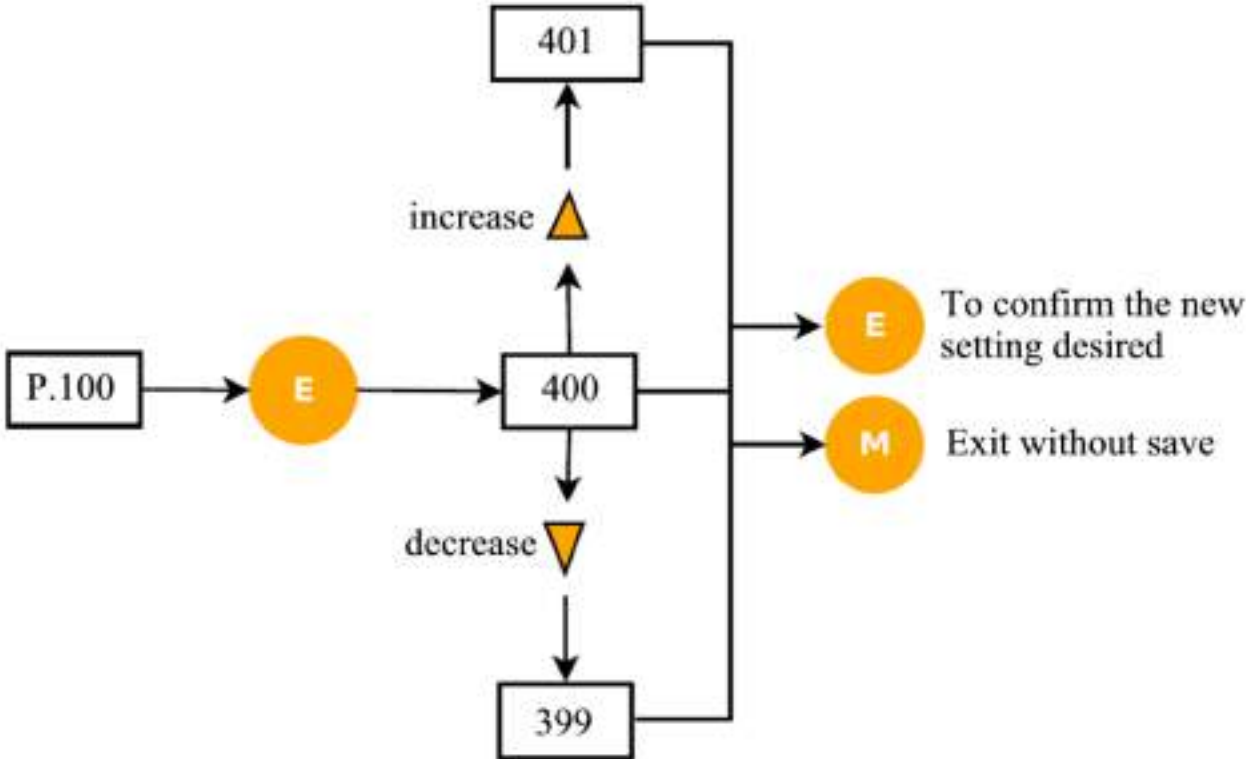 401
increase
P.100
E
400
E
To confirm the new
setting desired
M
Exit without save
decrease
399